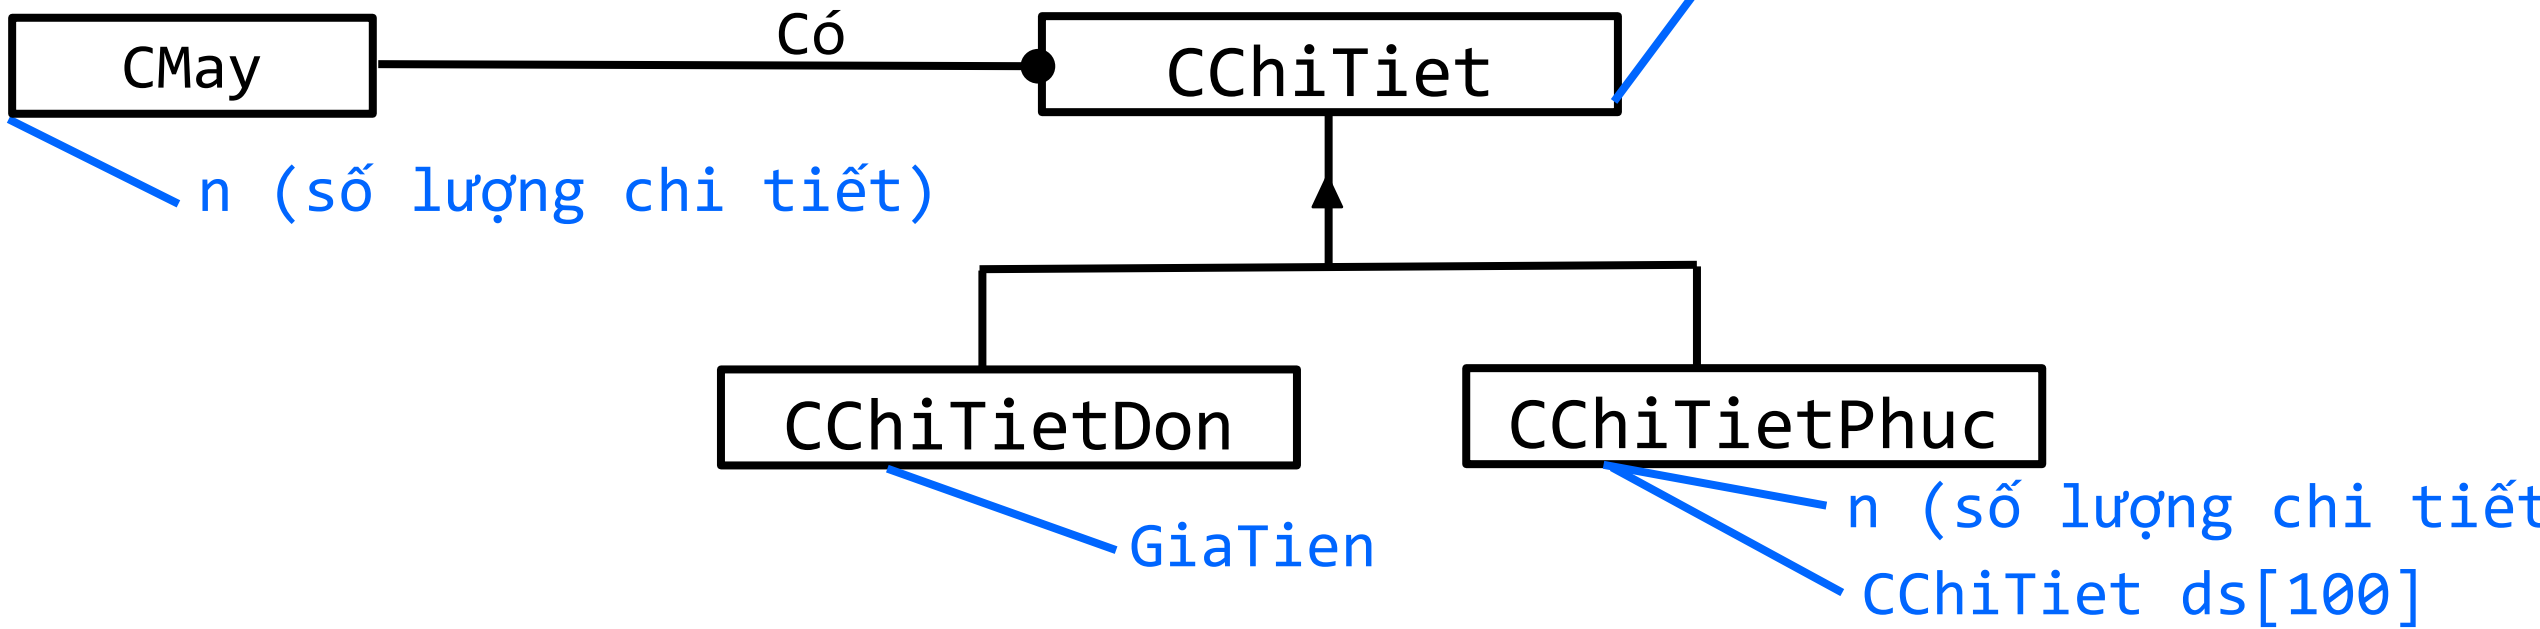 Có
CMay
CChiTiet
n (số lượng chi tiết)
CChiTietDon
CChiTietPhuc
n (số lượng chi tiết
GiaTien
CChiTiet ds[100]